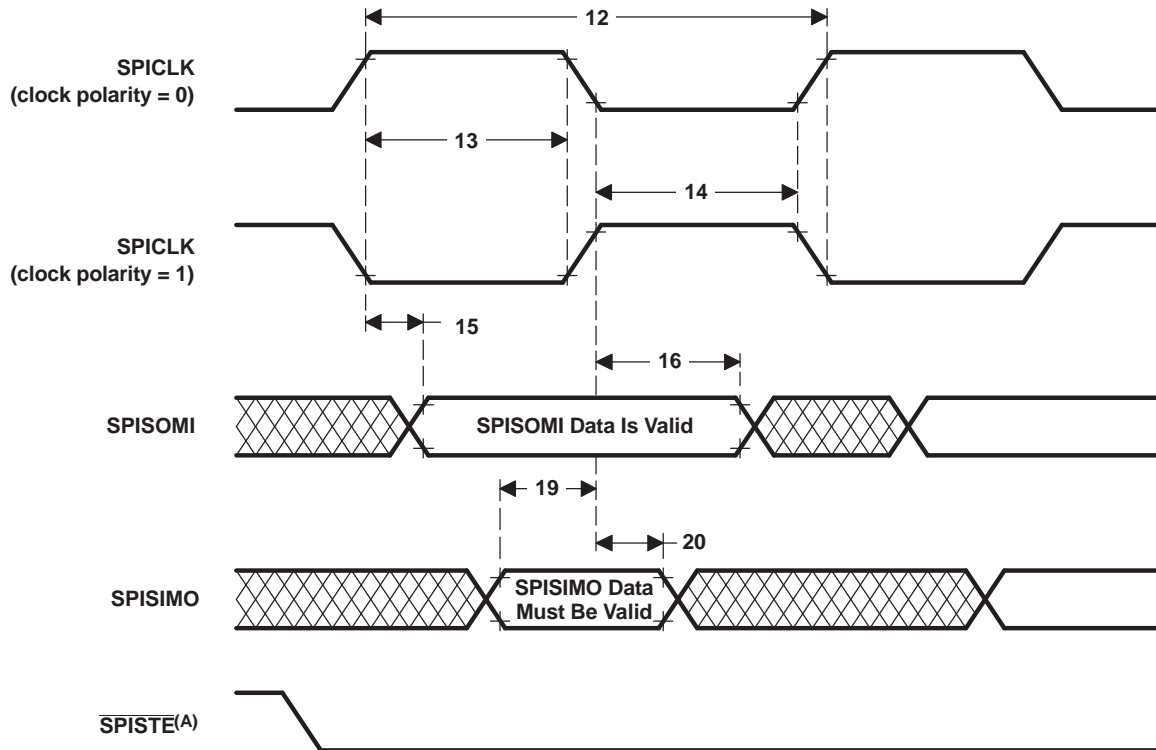 12
SPICLK
(clock polarity = 0)
13
14
SPICLK
(clock polarity = 1)
15
16
SPISOMI
SPISOMI Data Is Valid
19
20
SPISIMO
SPISIMO Data
Must Be Valid
SPISTE(A)